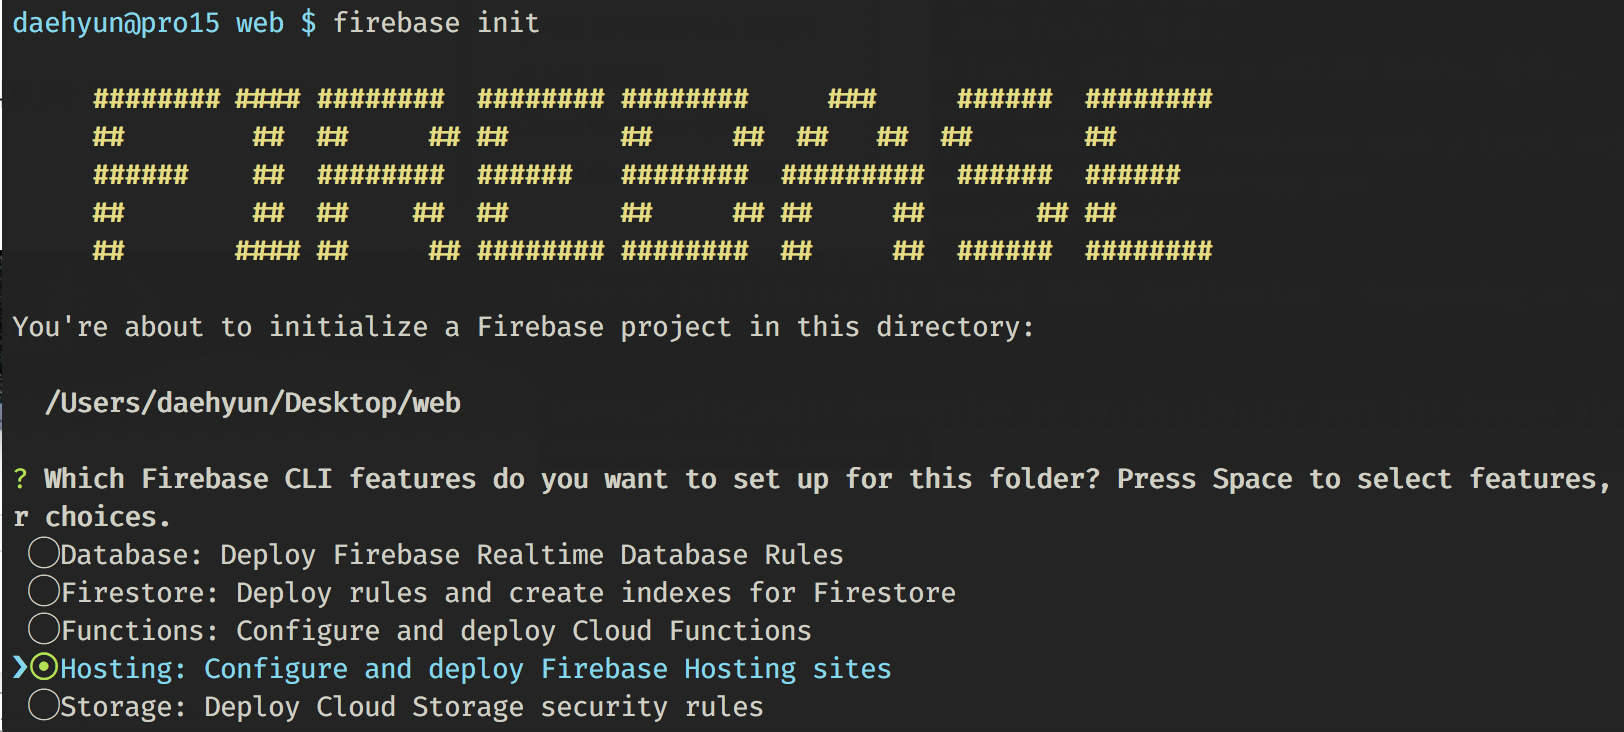 daehyun@pro15 web $ firebase init
     ######## #### ########  ######## ########     ###     ######  ########
     ##        ## ##     ## ##       ##     ##  ##   ##  ##       ##
     ######    ##  ########  ######   ########  #########  ######  ######
     ##        ## ##    ##  ##       ##     ## ##     ##       ## ##
     ##       #### ##     ## ######## ########  ##     ##  ######  ########
You're about to initialize a Firebase project in this directory:
  /Users/daehyun/Desktop/web
? Which Firebase CLI features do you want to set up for this folder? Press Space to select features,
r choices.
◯Database: Deploy Firebase Realtime Database Rules
◯Firestore: Deploy rules and create indexes for Firestore
◯Functions: Configure and deploy Cloud Functions
❯◉Hosting: Configure and deploy Firebase Hosting sites
◯Storage: Deploy Cloud Storage security rules